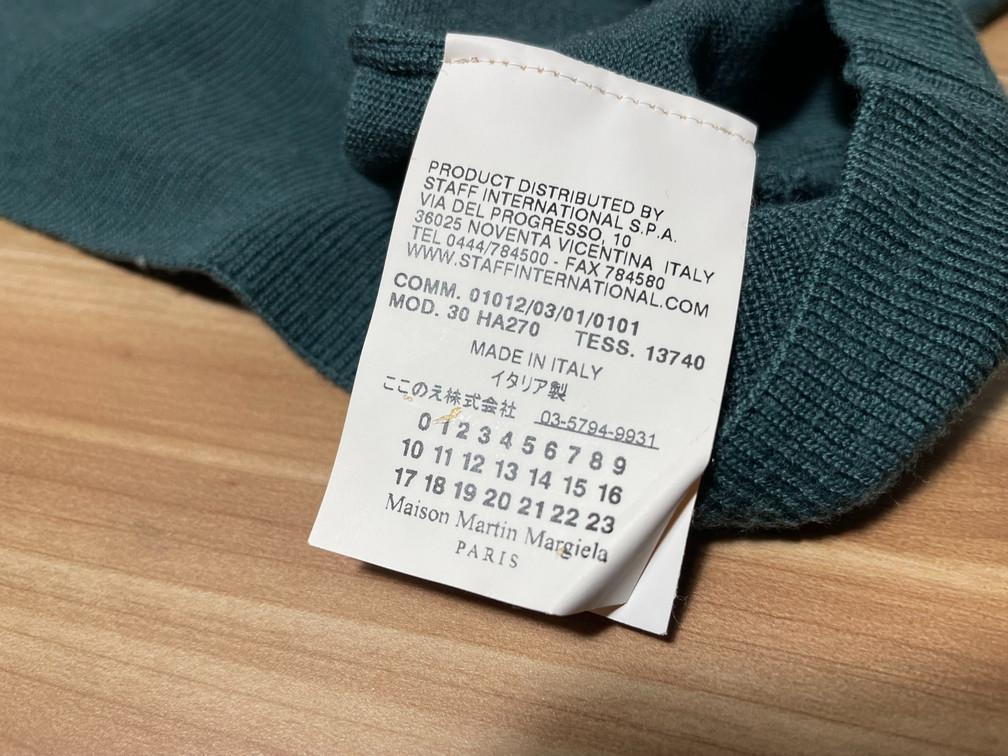 PRODUCT DISTRIBUTED BY
STAFF INTERNATIONAL S.P.A.
VIA DEL PROGRESSO, 10
36025 NOVENTA VICENTINA ITALY
TEL 0444/784500 - FAX 784580
WWW.STAFFINTERNATIONAL.COM
COMM. 01012/03/01/0101
MOD. 30 HA270 TESS. 13740
MADE IN ITALY
イタリア製
ここのえ株式会社 03-5794-9931
0 1 2 3 4 5 6 7 8 9
10 11 12 13 14 15 16
17 18 19 20 21 22 23
Maison Martin Margiela
PARIS